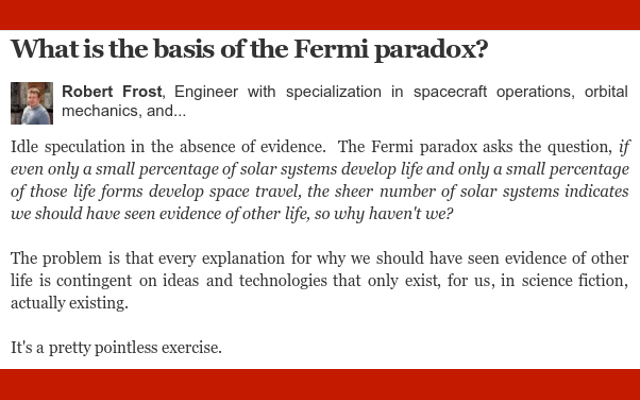 What is the basis of the Fermi paradox?
Robert Frost, Engineer with specialization in spacecraft operations, orbital
mechanics, and...
Idle speculation in the absence of evidence.  The Fermi paradox asks the question, if
even only a small percentage of solar systems develop life and only a small percentage
of those life forms develop space travel, the sheer number of solar systems indicates
we should have seen evidence of other life, so why haven't we?
The problem is that every explanation for why we should have seen evidence of other
life is contingent on ideas and technologies that only exist, for us, in science fiction,
actually existing.
It's a pretty pointless exercise.